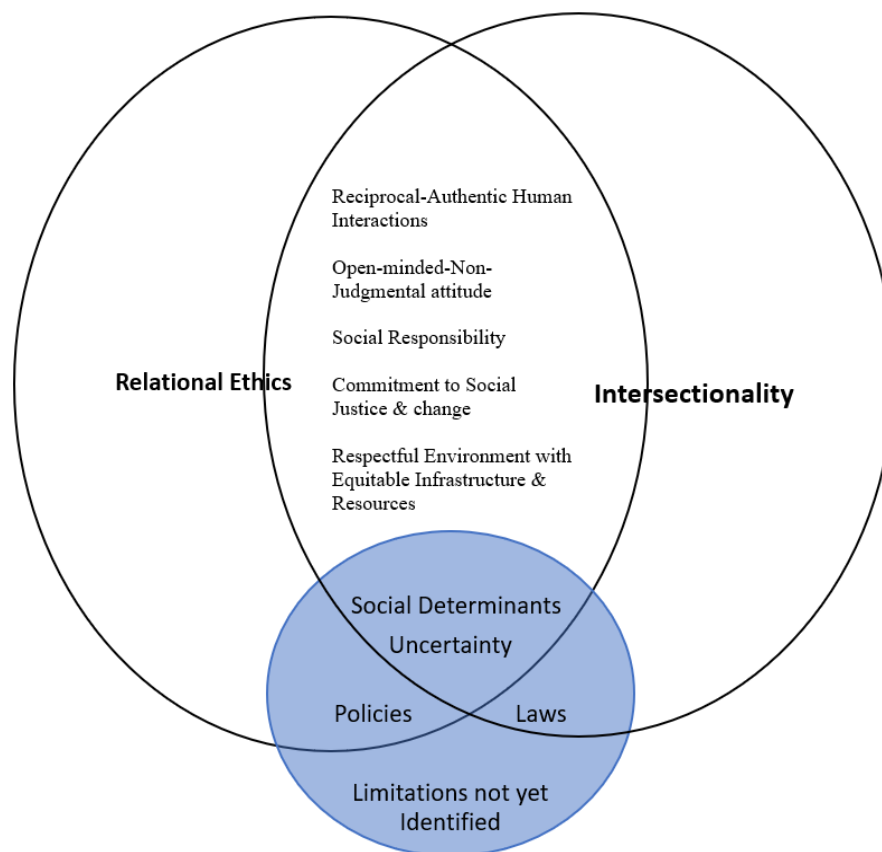 Reciprocal-Authentic Human
Interactions
Open-minded-Non-
Judgmental attitude
Social Responsibility
Relational Ethics
Commitment to Social
Justice & change
Intersectionality
Respectful Environment with
Equitable Infrastructure &
Resources
Social Determinants
Uncertainty
Policies
Laws
Limitations not yet
Identified